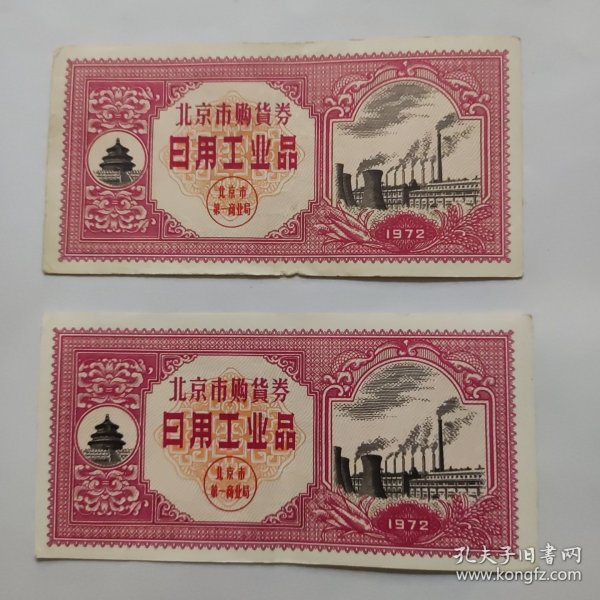 北京市购貨券
日用工业品
北京市
第一商业局
1972
北京市购貨券
日用工业品
北京市
第一商业局
1972
孔夫子旧书网
www.kongfz.com